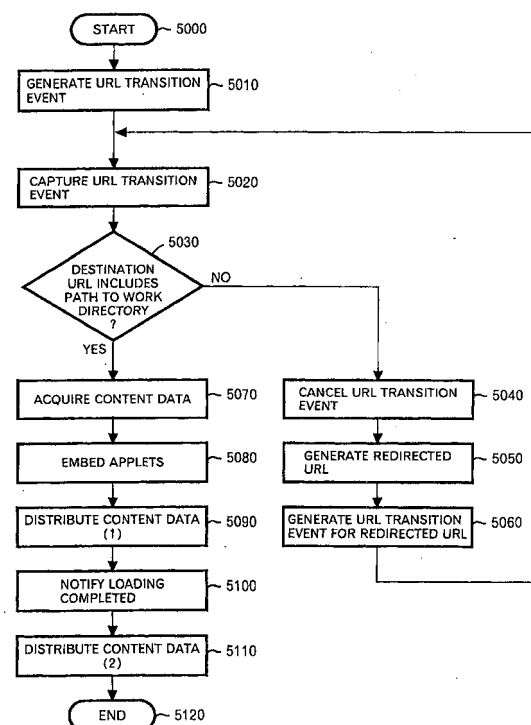 START
5000
GENERATE URL TRANSITION
EVENT
5010
CAPTURE URL TRANSITION
EVENT
5020
5030
DESTINATION
URL INCLUDES
PATH TO WORK
DIRECTORY
?
NO
YES
ACQUIRE CONTENT DATA
5070
EMBED APPLETS
5080
DISTRIBUTE CONTENT DATA
(1)
5090
NOTIFY LOADING
COMPLETED
5100
DISTRIBUTE CONTENT DATA
(2)
5110
END
5120
CANCEL URL TRANSITION
EVENT
5040
GENERATE REDIRECTED
URL
5050
GENERATE URL TRANSITION
EVENT FOR REDIRECTED URL
5060